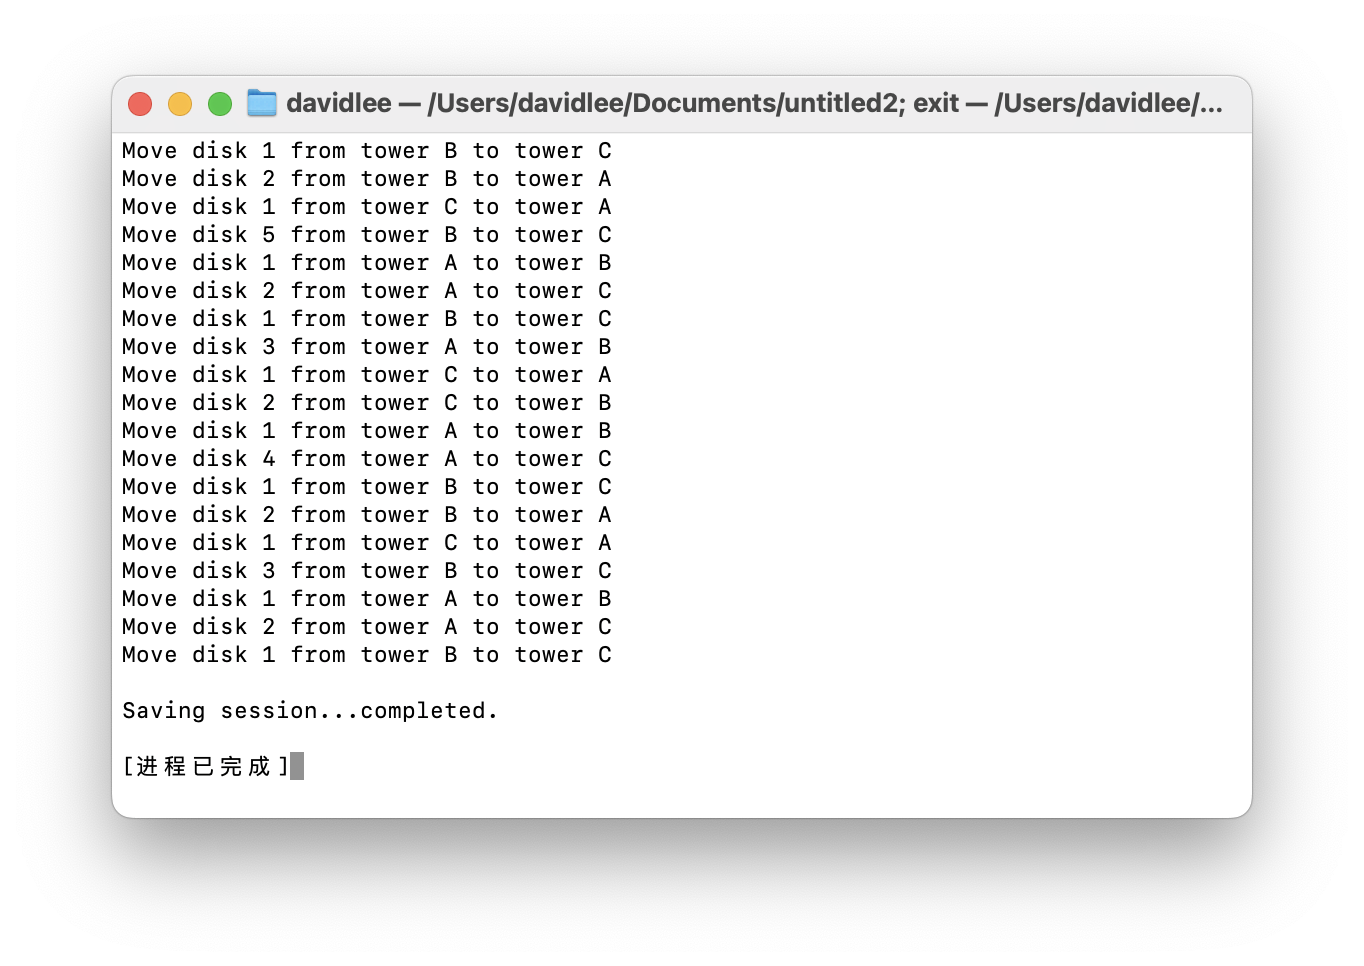 davidlee — /Users/davidlee/Documents/untitled2; exit — /Users/davidlee/...
Move disk 1 from tower B to tower C
Move disk 2 from tower B to tower A
Move disk 1 from tower C to tower A
Move disk 5 from tower B to tower C
Move disk 1 from tower A to tower B
Move disk 2 from tower A to tower C
Move disk 1 from tower B to tower C
Move disk 3 from tower A to tower B
Move disk 1 from tower C to tower A
Move disk 2 from tower C to tower B
Move disk 1 from tower A to tower B
Move disk 4 from tower A to tower C
Move disk 1 from tower B to tower C
Move disk 2 from tower B to tower A
Move disk 1 from tower C to tower A
Move disk 3 from tower B to tower C
Move disk 1 from tower A to tower B
Move disk 2 from tower A to tower C
Move disk 1 from tower B to tower C
Saving session...completed.
[进程已完成]